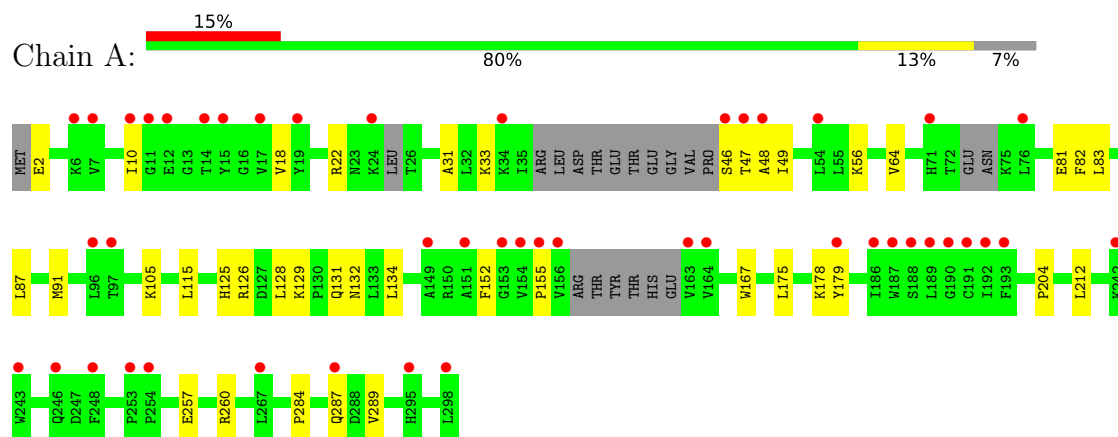 15%
Chain A:
80% 13% 7%
MET E2 K6 V7 I10 G11 E12 G13 T14 Y15 G16 V17 V18 Y19 R22 N23 K24 LEU T26 A31 L32 K33 K34 I35 ARG LEU ASP THR GLU THR GLU GLY VAL PRO S46 T47 A48 I49 L54 L55 K56 V64 H71 T72 GLU ASN K75 L76 E81 F82 L83
L87 M91 L96 T97 K105 L115 H125 R126 D127 L128 K129 P130 Q131 N132 L133 L134 A149 R150 A151 F152 G153 V154 P155 V156 ARG THR TYR THR HIS GLU V163 V164 W167 L175 K178 Y179 I186 W187 S188 L189 G190 C191 I192 F193 P204 L212 K242
W243 Q246 D247 F248 P253 P254 E257 R260 L267 P284 Q287 D288 V289 H295 L298